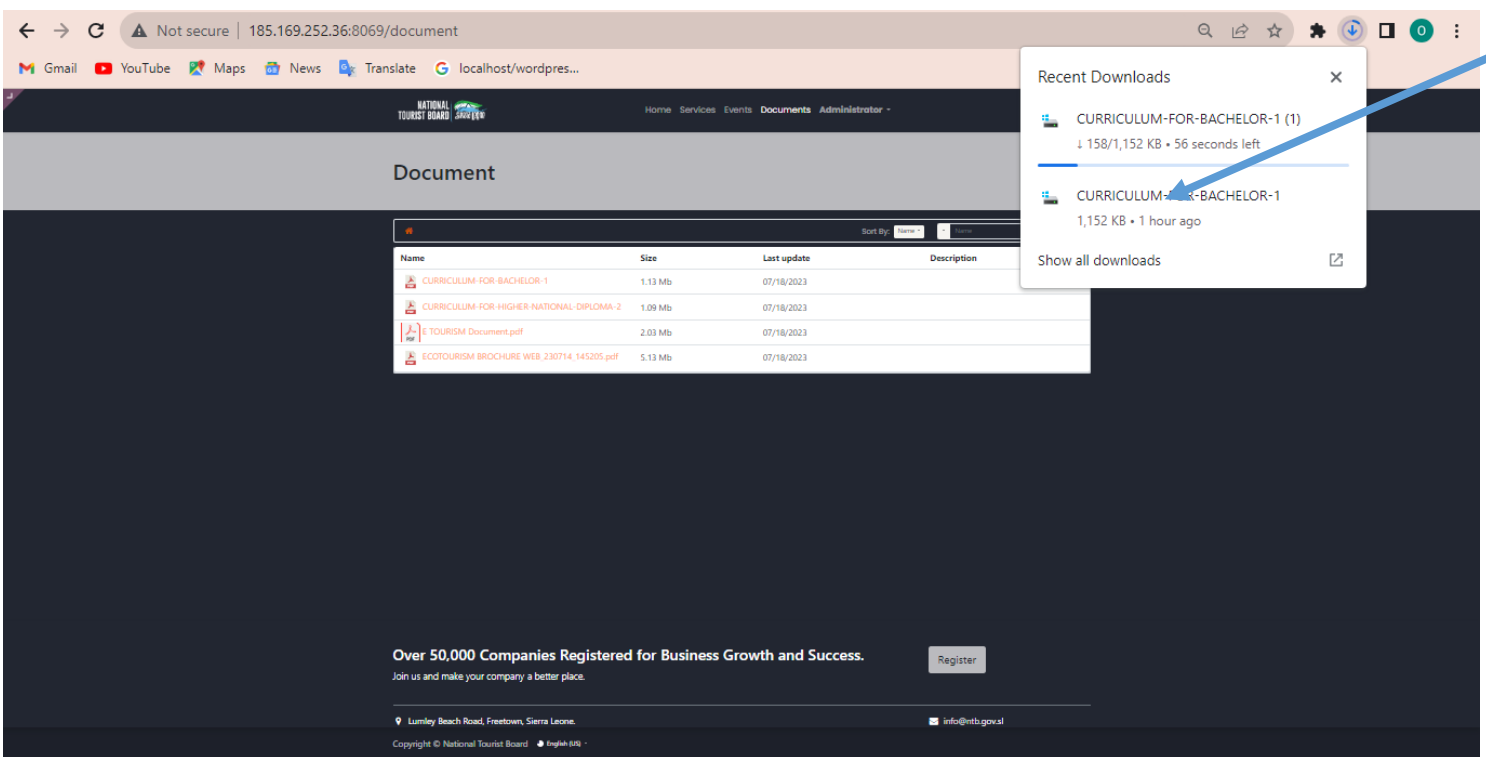 Not secure | 185.169.252.36:8069/document
O
Gmail YouTube Maps News Translate localhost/wordpres...
Recent Downloads
CURRICULUM-FOR-BACHELOR-1 (1)
↓ 158/1,152 KB • 56 seconds left
CURRICULUM-FOR-BACHELOR-1
1,152 KB • 1 hour ago
Show all downloads
NATIONAL
TOURIST BOARD
Home Services Events Documents Administrator
Document
Sort By: Name Name
Name Size Last update Description
CURRICULUM-FOR-BACHELOR-1 1.13 Mb 07/18/2023
CURRICULUM-FOR-HIGHER-NATIONAL-DIPLOMA-2 1.09 Mb 07/18/2023
PDF E TOURISM Document.pdf 2.03 Mb 07/18/2023
ECOTOURISM BROCHURE WEB_230714_145205.pdf 5.13 Mb 07/18/2023
Over 50,000 Companies Registered for Business Growth and Success.
Register
Join us and make your company a better place.
Lumley Beach Road, Freetown, Sierra Leone. info@ntb.gov.sl
Copyright © National Tourist Board English (US)